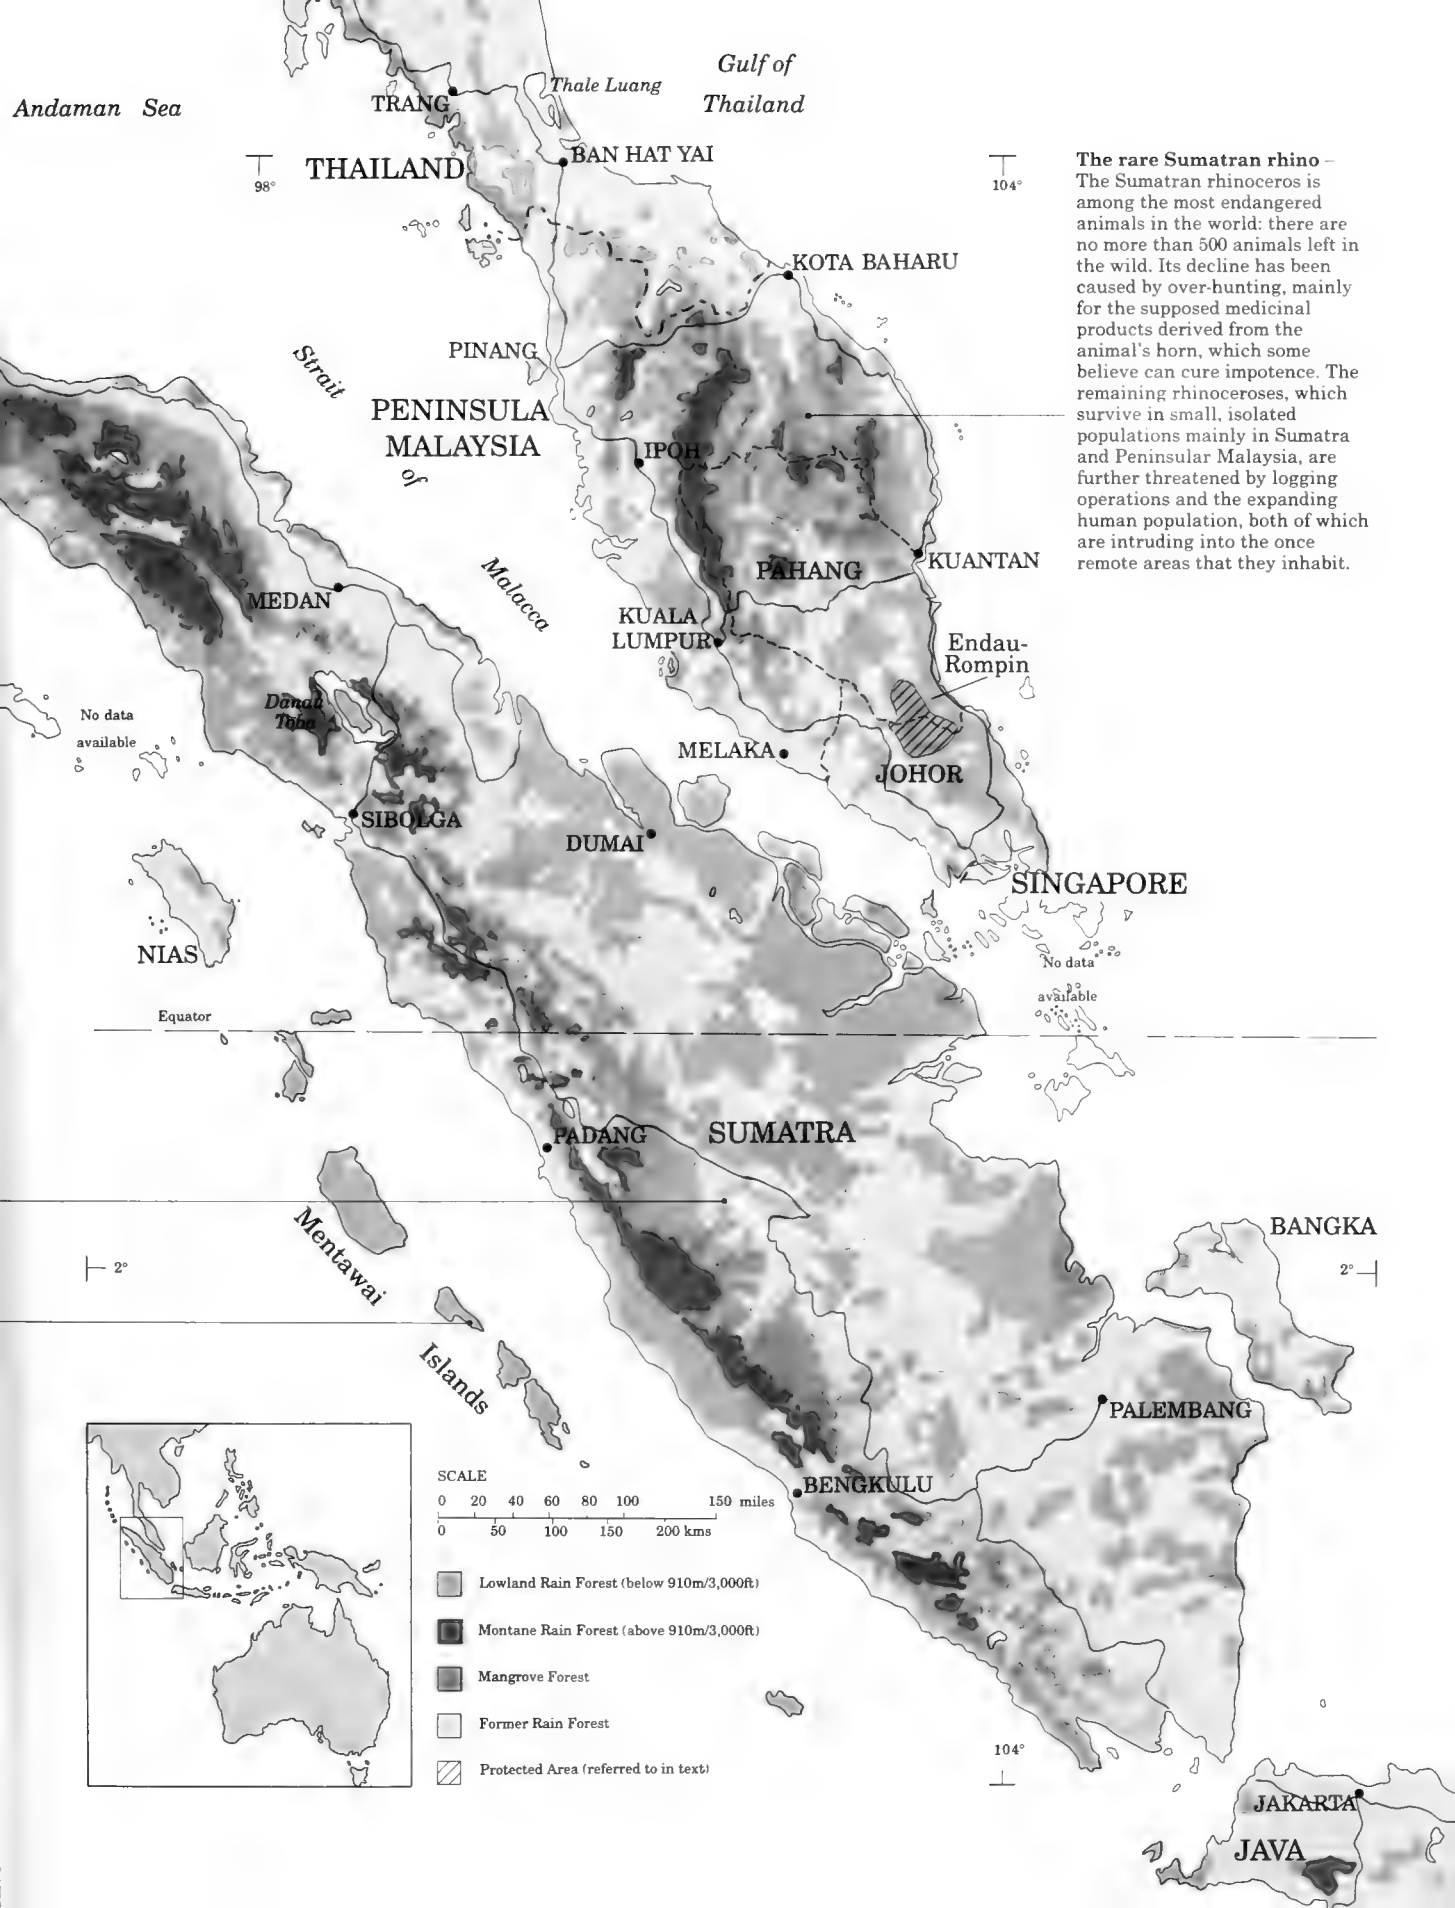 Gulf of
Thailand
Andaman Sea
Thale Luang
TRANG
BAN HAT YAI
THAILAND
98°
104°
The rare Sumatran rhino –
The Sumatran rhinoceros is
among the most endangered
animals in the world: there are
no more than 500 animals left in
the wild. Its decline has been
caused by over-hunting, mainly
for the supposed medicinal
products derived from the
animal's horn, which some
believe can cure impotence. The
remaining rhinoceroses, which
survive in small, isolated
populations mainly in Sumatra
and Peninsular Malaysia, are
further threatened by logging
operations and the expanding
human population, both of which
are intruding into the once
remote areas that they inhabit.
KOTA BAHARU
PINANG
Strait
of
Malacca
PENINSULA
MALAYSIA
IPOH
PAHANG
KUANTAN
MEDAN
KUALA
LUMPUR
Endau-
Rompin
Danau
Toba
No data
available
MELAKA
JOHOR
SIBOLGA
DUMAI
SINGAPORE
NIAS
No data
available
Equator
PADANG
SUMATRA
Mentawai
Islands
BANGKA
2°
2°
PALEMBANG
BENGKULU
SCALE
0 20 40 60 80 100 150 miles
0 50 100 150 200 kms
Lowland Rain Forest (below 910m/3,000ft)
Montane Rain Forest (above 910m/3,000ft)
Mangrove Forest
Former Rain Forest
Protected Area (referred to in text)
104°
JAKARTA
JAVA